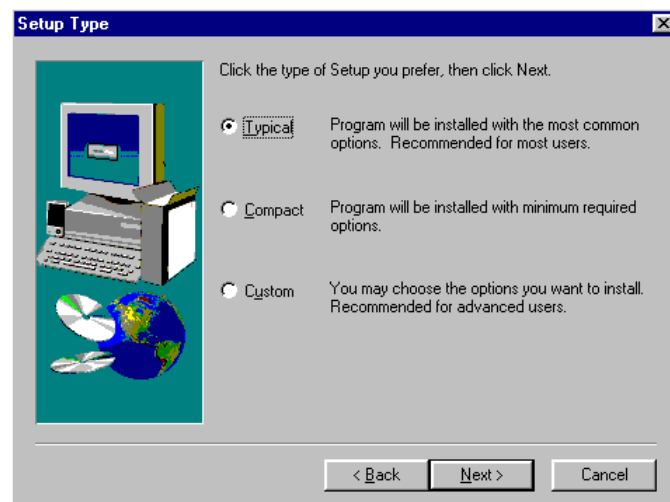 Setup Type
Click the type of Setup you prefer, then click Next.
Typical
Program will be installed with the most common
options. Recommended for most users.
Compact
Program will be installed with minimum required
options.
Custom
You may choose the options you want to install.
Recommended for advanced users.
< Back
Next >
Cancel